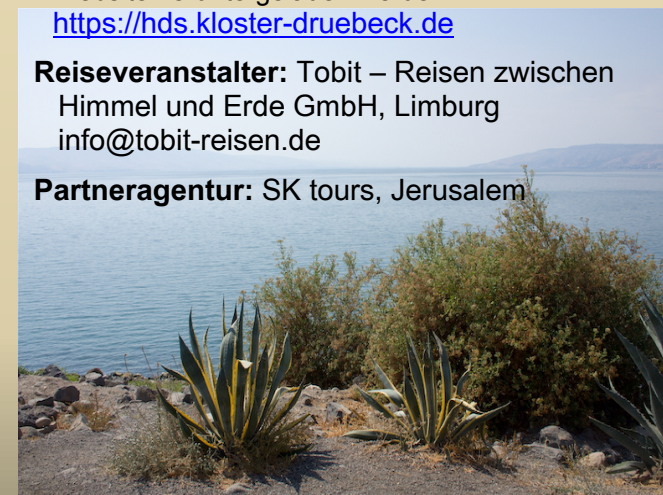 https://hds.kloster-druebeck.de
Reiseveranstalter: Tobit – Reisen zwischen
Himmel und Erde GmbH, Limburg
info@tobit-reisen.de
Partneragentur: SK tours, Jerusalem